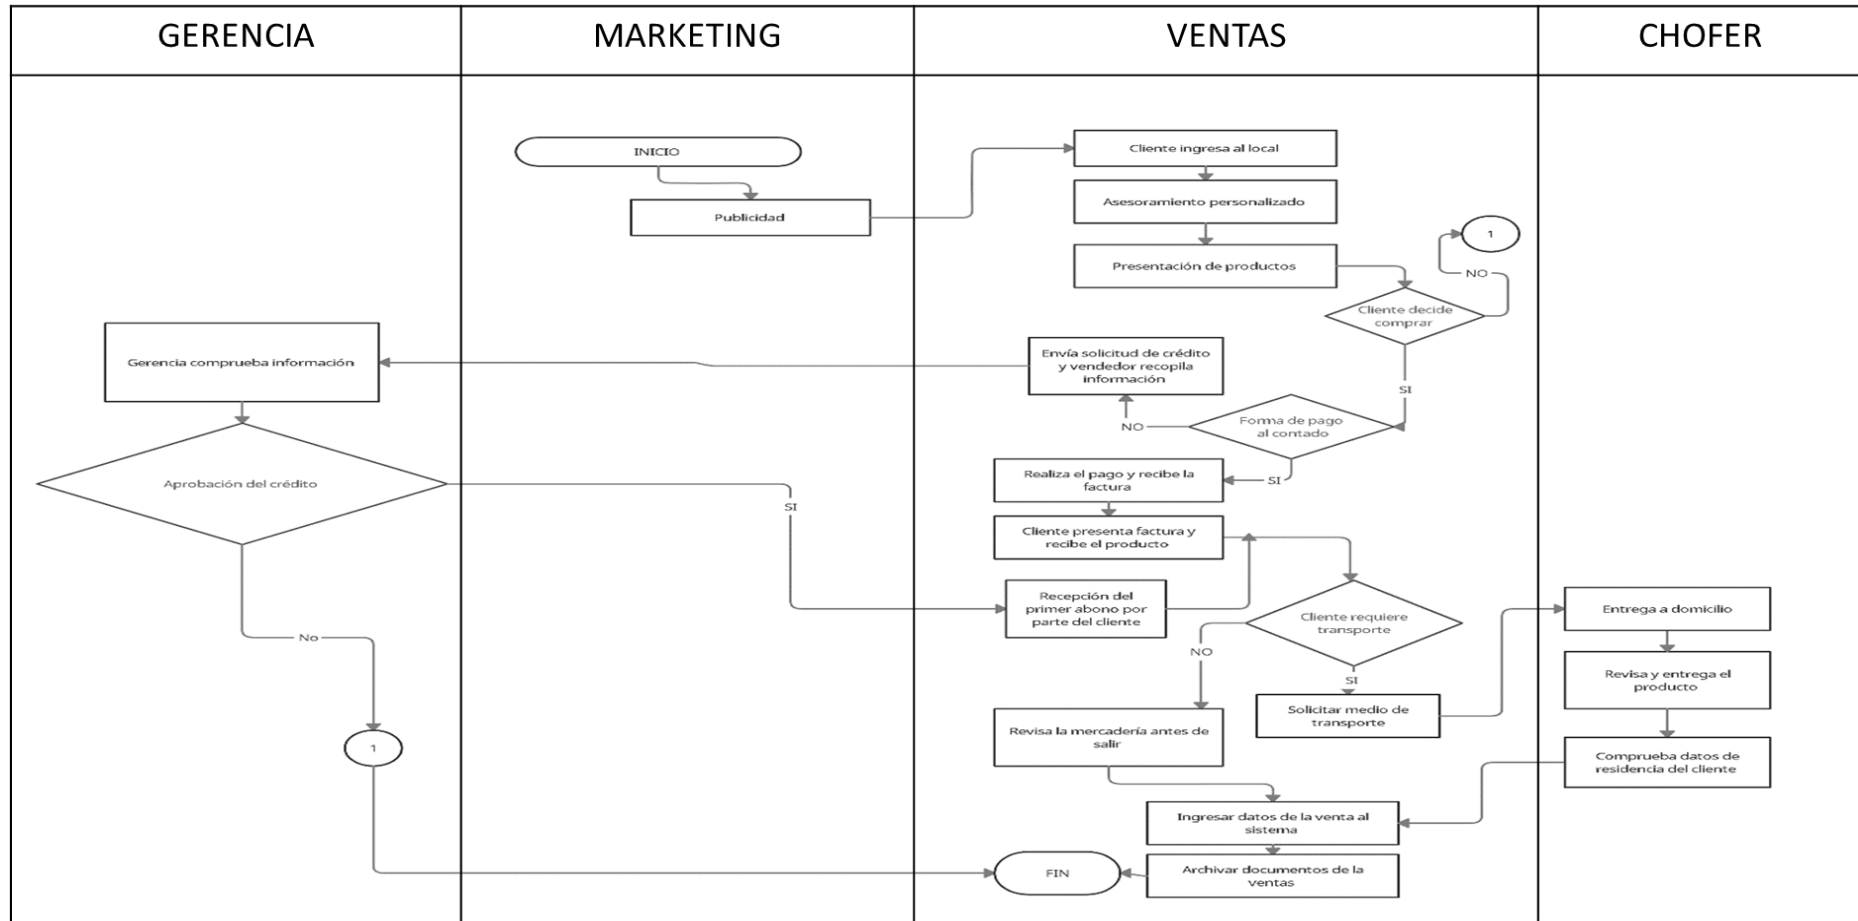 GERENCIA
MARKETING
VENTAS
CHOFER
INICIO
Publicidad
Cliente ingresa al local
Asesoramiento personalizado
Presentación de productos
1
NO
Cliente decide
comprar
SI
Forma de pago
al contado
NO
Envía solicitud de crédito
y vendedor recopila
información
Gerencia comprueba información
Aprobación del crédito
SI
No
1
SI
Realiza el pago y recibe la
factura
Cliente presenta factura y
recibe el producto
Recepción del
primer abono por
parte del cliente
Cliente requiere
transporte
NO
SI
Solicitar medio de
transporte
Revisa la mercadería antes de
salir
Entrega a domicilio
Revisa y entrega el
producto
Comprueba datos de
residencia del cliente
Ingresar datos de la venta al
sistema
Archivar documentos de la
ventas
FIN